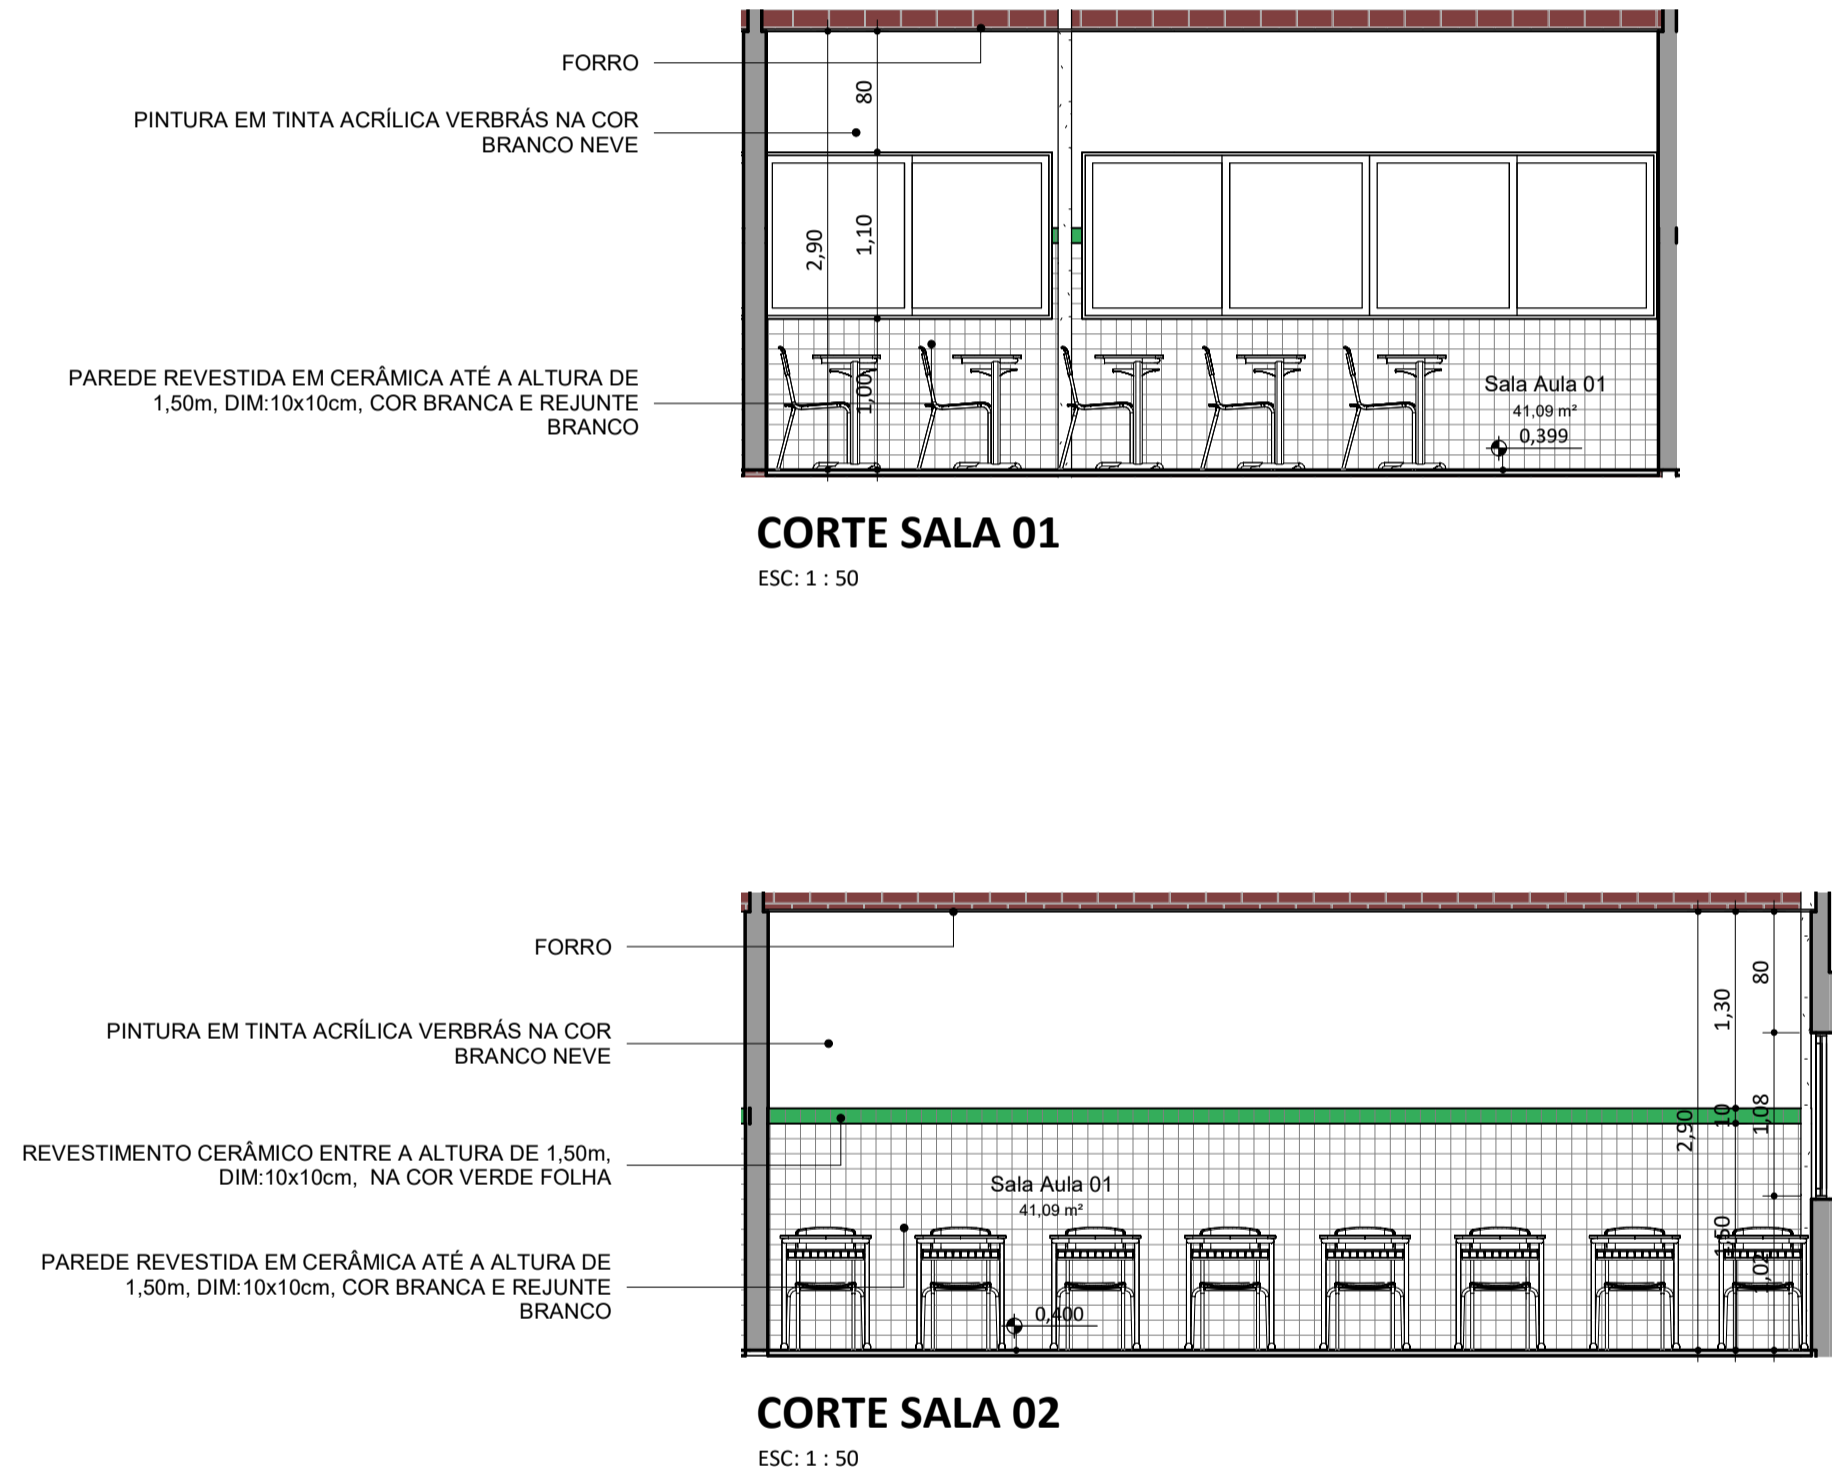 FORRO
80
PINTURA EM TINTA ACRÍLICA VERBRÁS NA COR
BRANCO NEVE
2,90
1,10
PAREDE REVESTIDA EM CERÂMICA ATÉ A ALTURA DE
1,50m, DIM:10x10cm, COR BRANCA E REJUNTE
BRANCO
1,00
Sala Aula 01
41,09 m²
0,399
CORTE SALA 01
ESC: 1 : 50
FORRO
80
1,30
PINTURA EM TINTA ACRÍLICA VERBRÁS NA COR
BRANCO NEVE
2,90
10
1,08
REVESTIMENTO CERÂMICO ENTRE A ALTURA DE 1,50m,
DIM:10x10cm, NA COR VERDE FOLHA
Sala Aula 01
41,09 m²
1,50
1,02
PAREDE REVESTIDA EM CERÂMICA ATÉ A ALTURA DE
1,50m, DIM:10x10cm, COR BRANCA E REJUNTE
BRANCO
0,400
CORTE SALA 02
ESC: 1 : 50